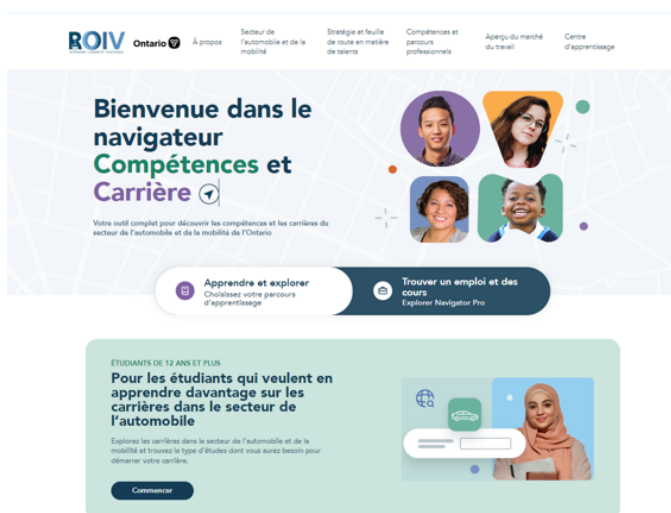 ROIV
Ontario
À propos
Secteur de
l'automobile et de la
mobilité
Stratégie et feuille
de route en matière
de talents
Compétences et
parcours
professionnels
Aperçu du marché
du travail
Centre
d'apprentissage
Bienvenue dans le
navigateur
Compétences et
Carrière
Votre outil complet pour découvrir les compétences et les carrières du
secteur de l'automobile et de la mobilité de l'Ontario
Apprendre et explorer
Choisissez votre parcours
d'apprentissage
Trouver un emploi et des
cours
Explorer Navigator Pro
ÉTUDIANTS DE 12 ANS ET PLUS
Pour les étudiants qui veulent en
apprendre davantage sur les
carrières dans le secteur de
l'automobile
Explorez les carrières dans le secteur de l'automobile et de la
mobilité et trouvez le type d'études dont vous aurez besoin pour
démarrer votre carrière.
Commencer